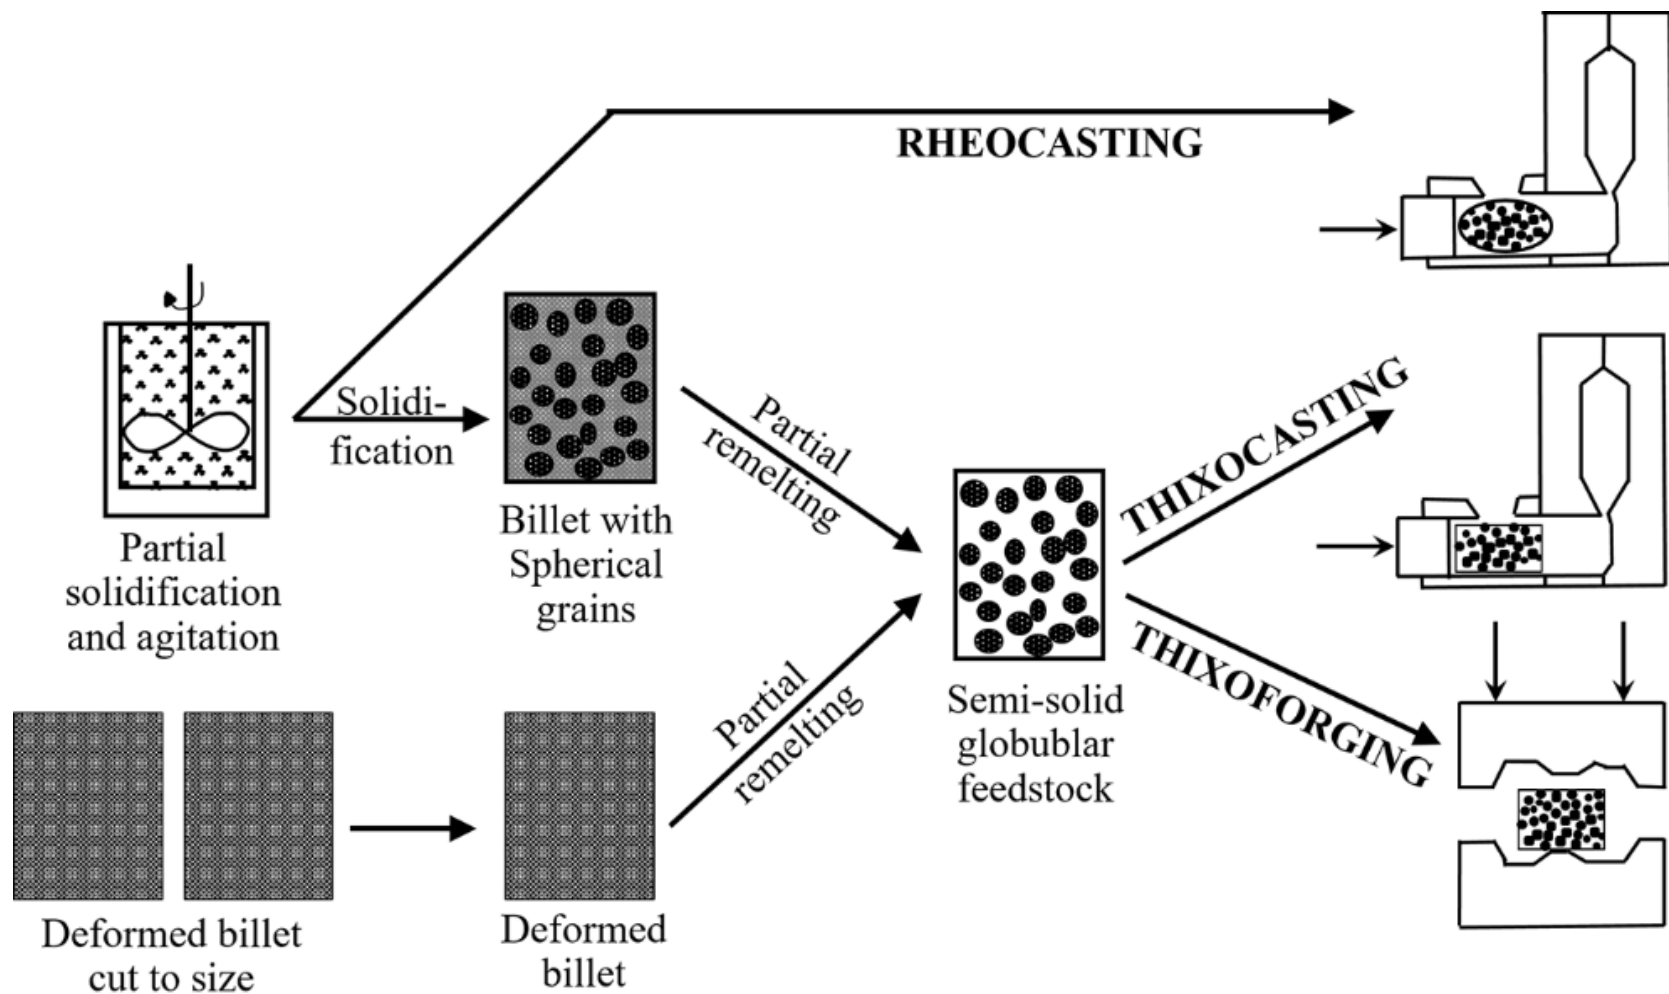 RHEOCASTING
Solidi-
fication
Partial
solidification
and agitation
Billet with
Spherical
grains
Partial
remelting
Partial
remelting
Semi-solid
globublar
feedstock
THIXOCASTING
THIXOFORGING
Deformed billet
cut to size
Deformed
billet